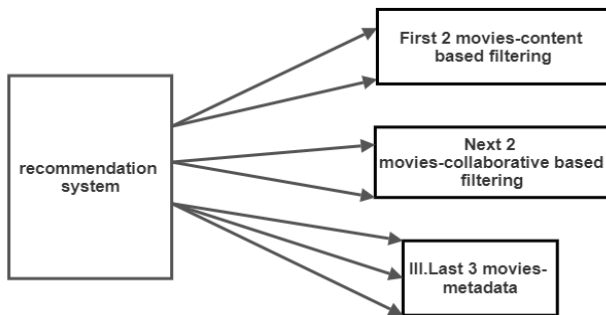 First 2 movies-content
based filtering
recommendation
system
Next 2
movies-collaborative based
filtering
III.Last 3 movies-
metadata